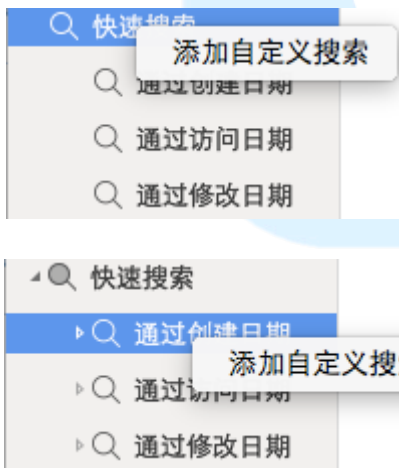 快速搜索
添加自定义搜索
通过创建日期
通过访问日期
通过修改日期
快速搜索
通过创建日期
添加自定义搜
通过访问日期
通过修改日期